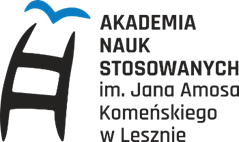 AKADEMIA
NAUK
STOSOWANYCH
im. Jana Amosa
Komeńskiego
w Lesznie